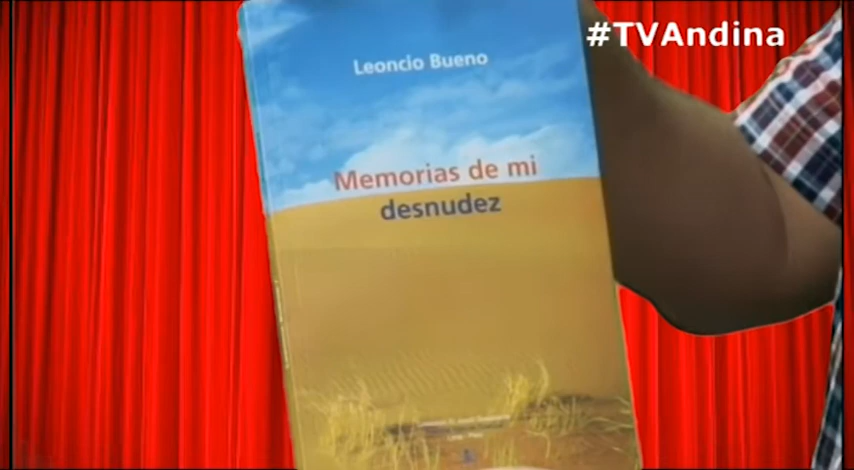 #TVAndina
Leoncio Bueno
Memorias de mi
desnudez